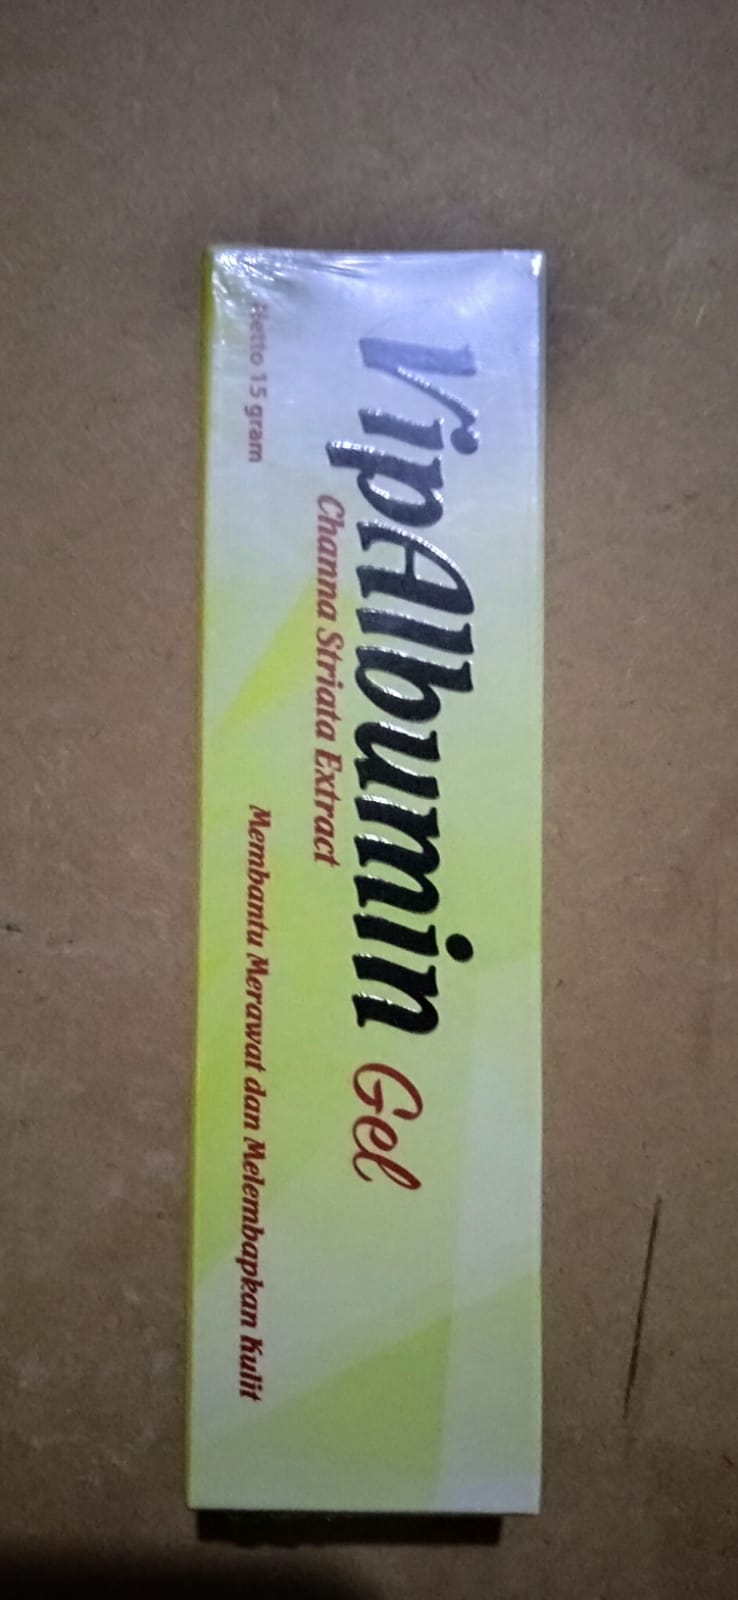 VipAlbumin Gel
Channa Striata Extract
Netto 15 gram
Membantu Merawat dan Melembapkan Kulit